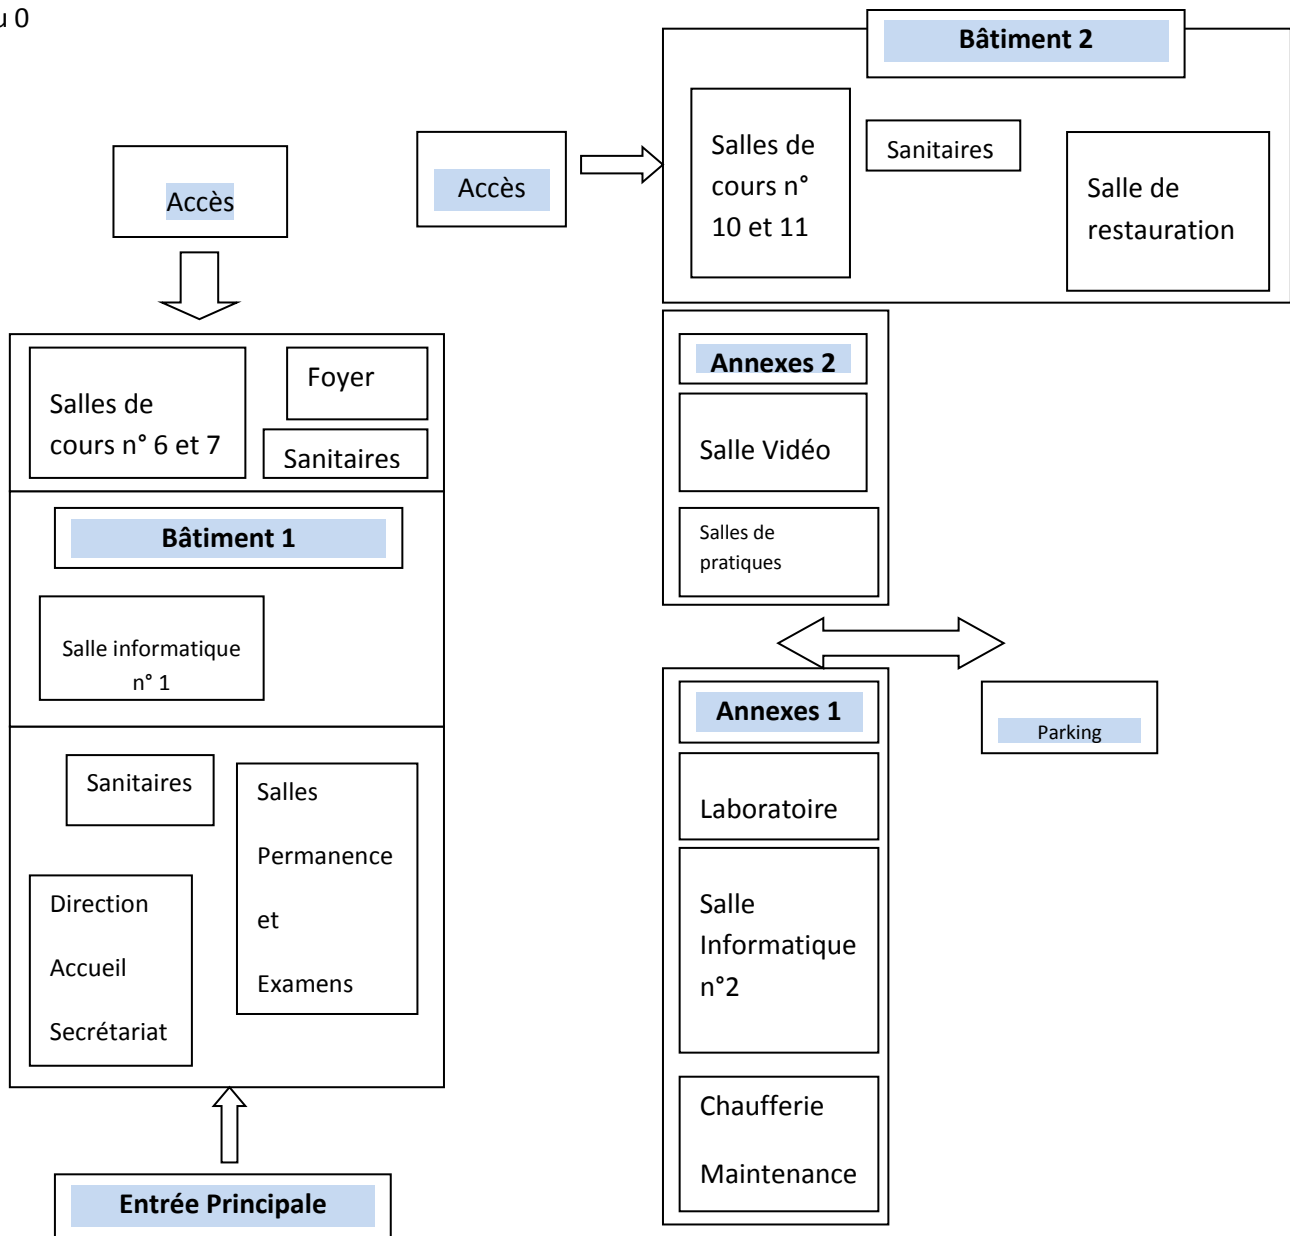 u 0
Bâtiment 2
Salles de
cours n°
10 et 11
Sanitaires
Salle de
restauration
Accès
Accès
Salles de
cours n° 6 et 7
Foyer
Sanitaires
Bâtiment 1
Salle informatique
n° 1
Sanitaires
Salles
Permanence
et
Examens
Direction
Accueil
Secrétariat
Entrée Principale
Annexes 2
Salle Vidéo
Salles de
pratiques
Annexes 1
Laboratoire
Salle
Informatique
n°2
Chaufferie
Maintenance
Parking